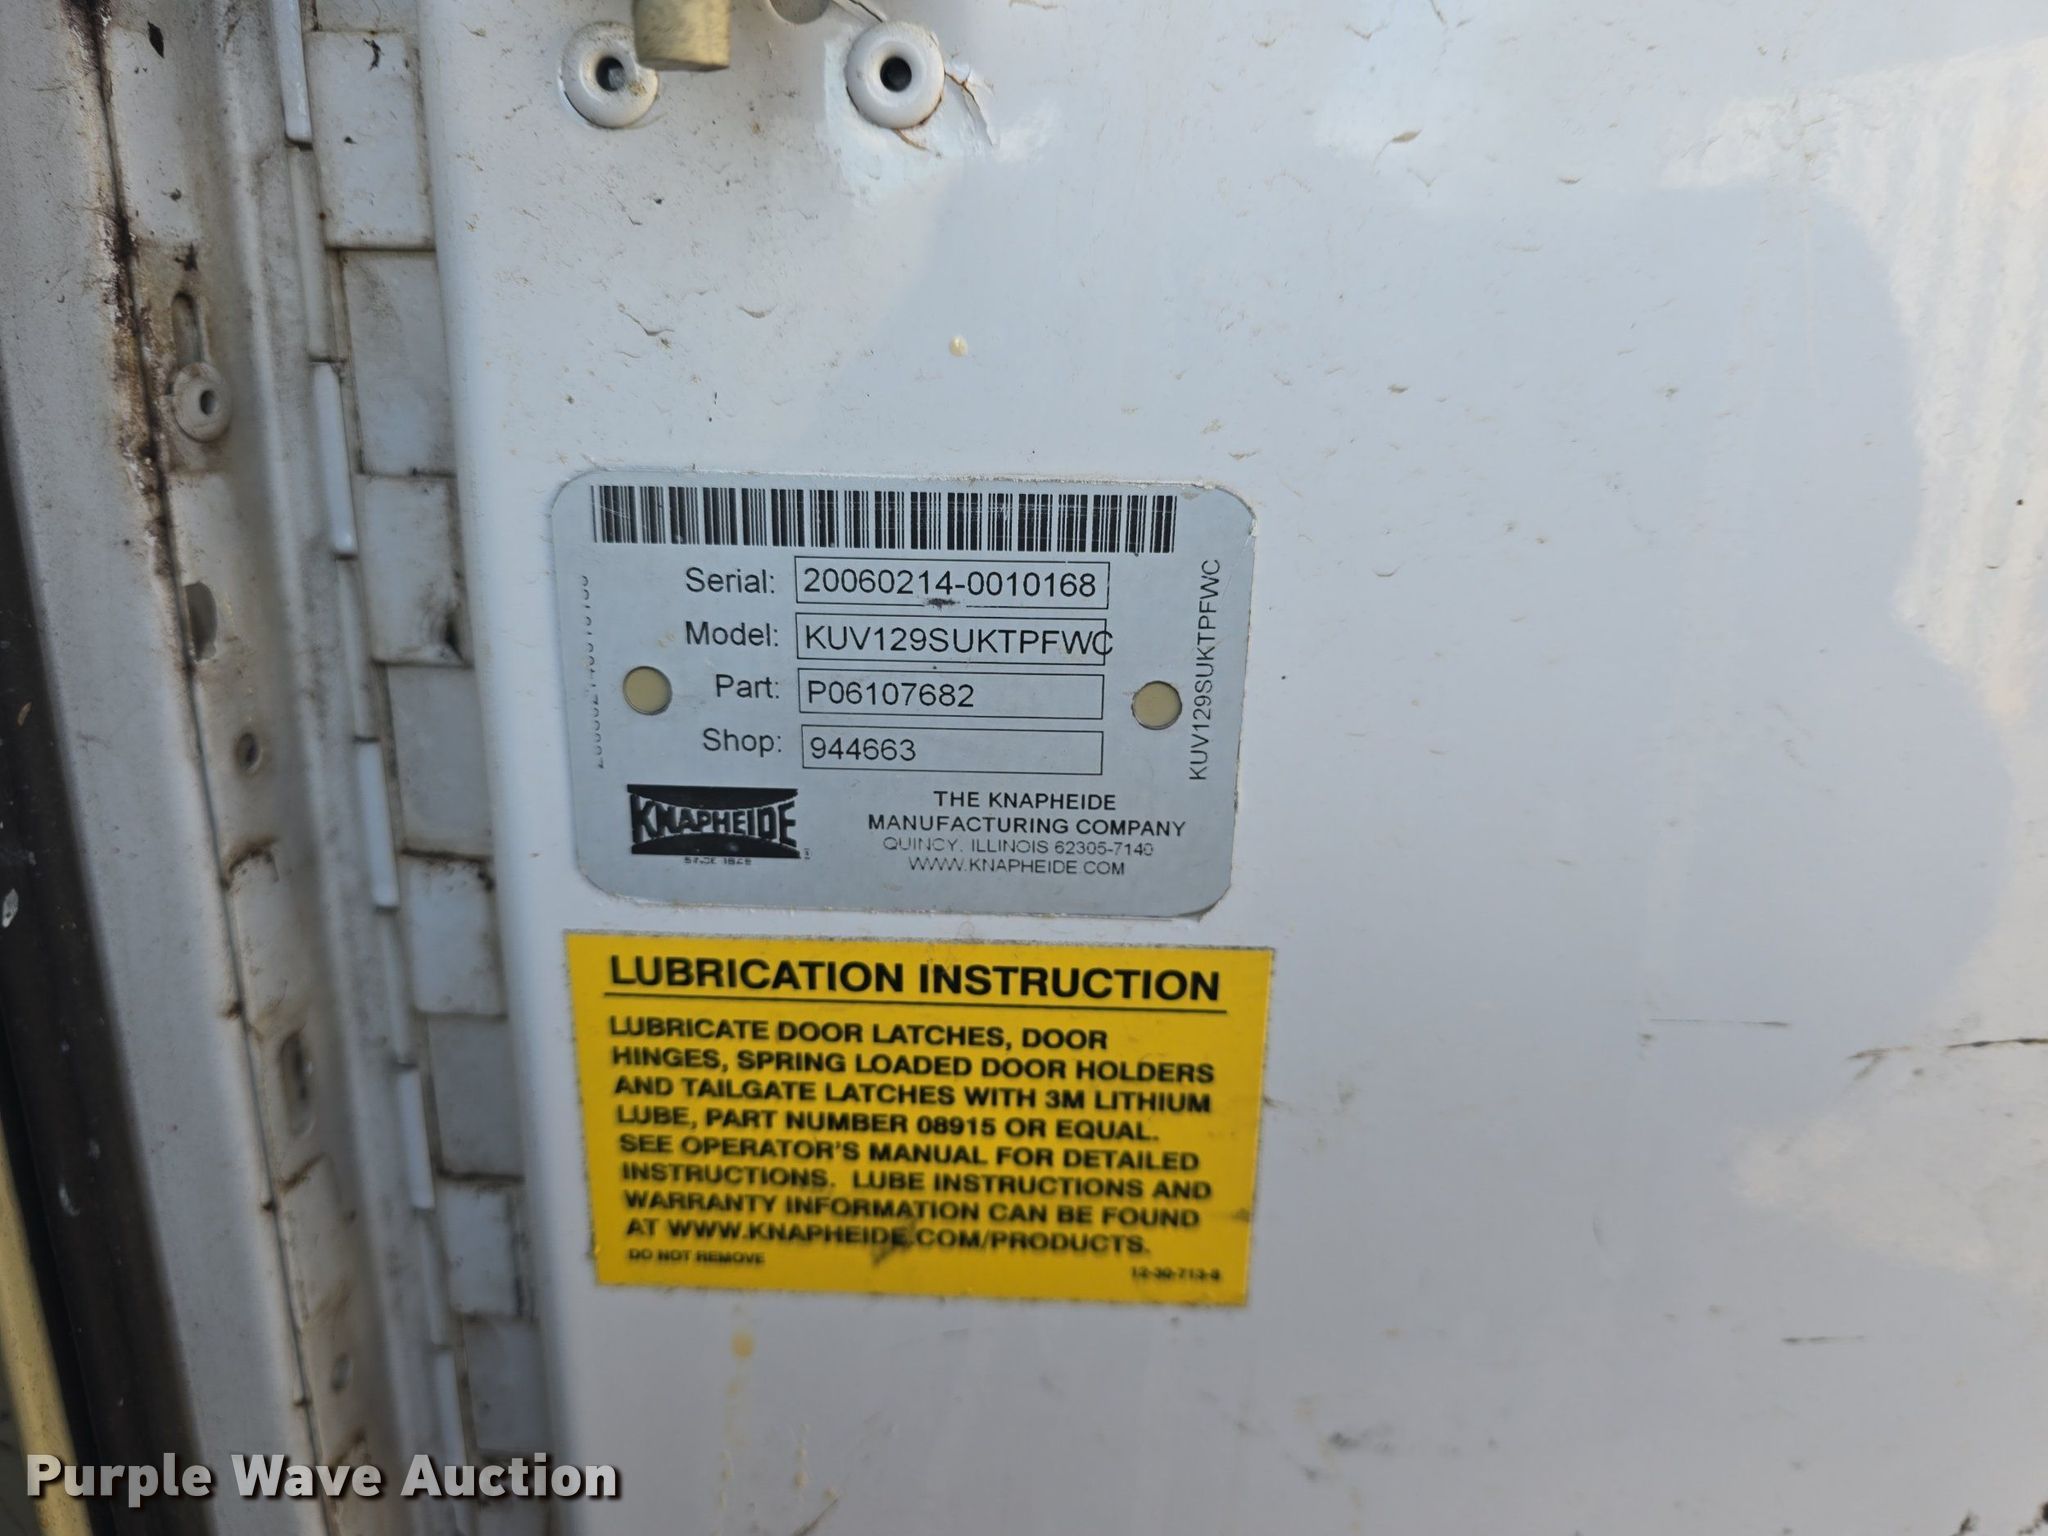 Serial: 20060214-0010168
Model: KUV129SUKTPFWC
Part: P06107682
Shop: 944663
KUV129SUKTPFWC
KNAPHEIDE
SINCE 1848
THE KNAPHEIDE
MANUFACTURING COMPANY
QUINCY, ILLINOIS 62305-7140
WWW.KNAPHEIDE.COM
LUBRICATION INSTRUCTION
LUBRICATE DOOR LATCHES, DOOR
HINGES, SPRING LOADED DOOR HOLDERS
AND TAILGATE LATCHES WITH 3M LITHIUM
LUBE, PART NUMBER 08915 OR EQUAL.
SEE OPERATOR'S MANUAL FOR DETAILED
INSTRUCTIONS. LUBE INSTRUCTIONS AND
WARRANTY INFORMATION CAN BE FOUND
AT WWW.KNAPHEIDE.COM/PRODUCTS.
DO NOT REMOVE
Purple Wave Auction